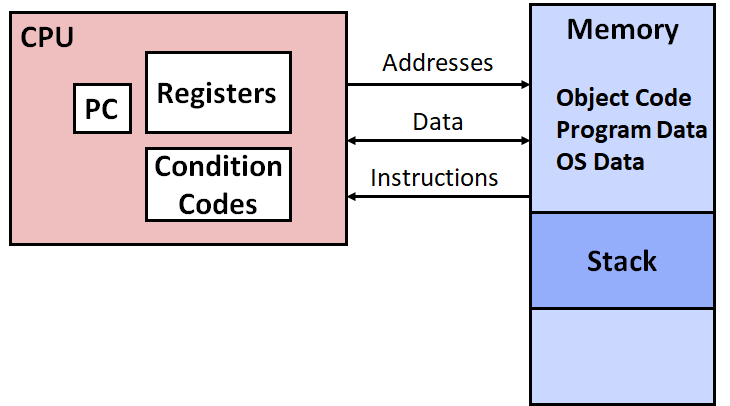 CPU
PC
Registers
Condition
Codes
Addresses
Data
Instructions
Memory
Object Code
Program Data
OS Data
Stack